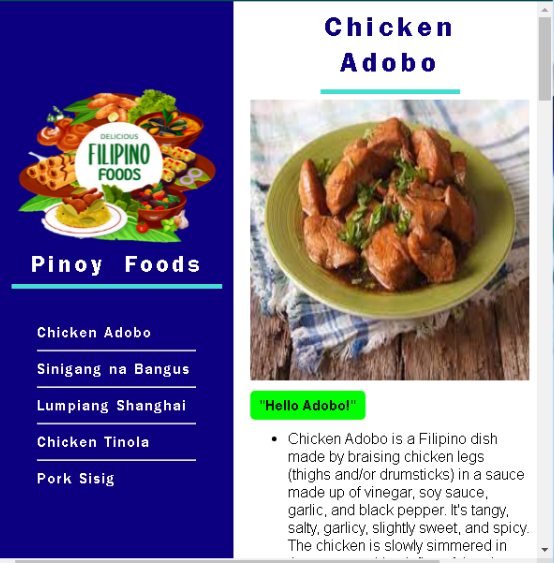 DELICIOUS
FILIPINO
FOODS
Pinoy Foods
Chicken Adobo
Sinigang na Bangus
Lumpiang Shanghai
Chicken Tinola
Pork Sisig
Chicken
Adobo
"Hello Adobo!"
Chicken Adobo is a Filipino dish
made by braising chicken legs
(thighs and/or drumsticks) in a sauce
made up of vinegar, soy sauce,
garlic, and black pepper. It's tangy,
salty, garlicy, slightly sweet, and spicy.
The chicken is slowly simmered in